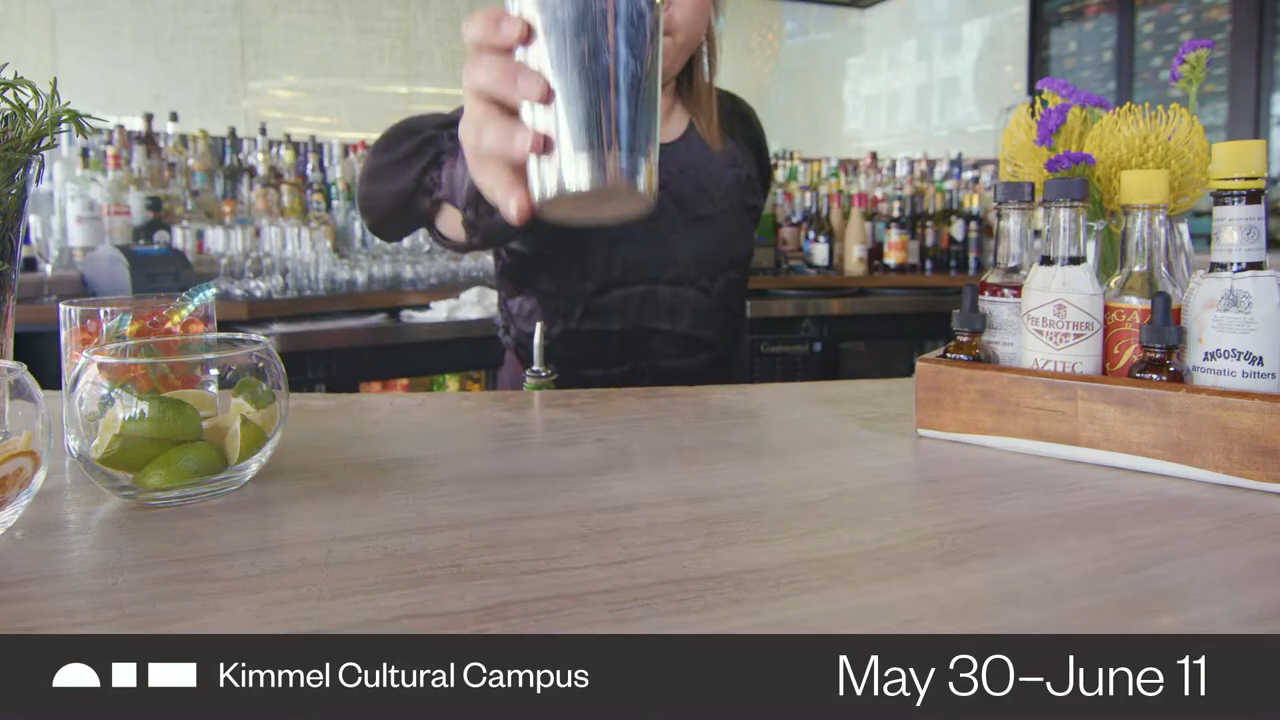 FEE BROTHERS
1864
AZTEC
ANGOSTURA
aromatic bitters
Kimmel Cultural Campus
May 30–June 11